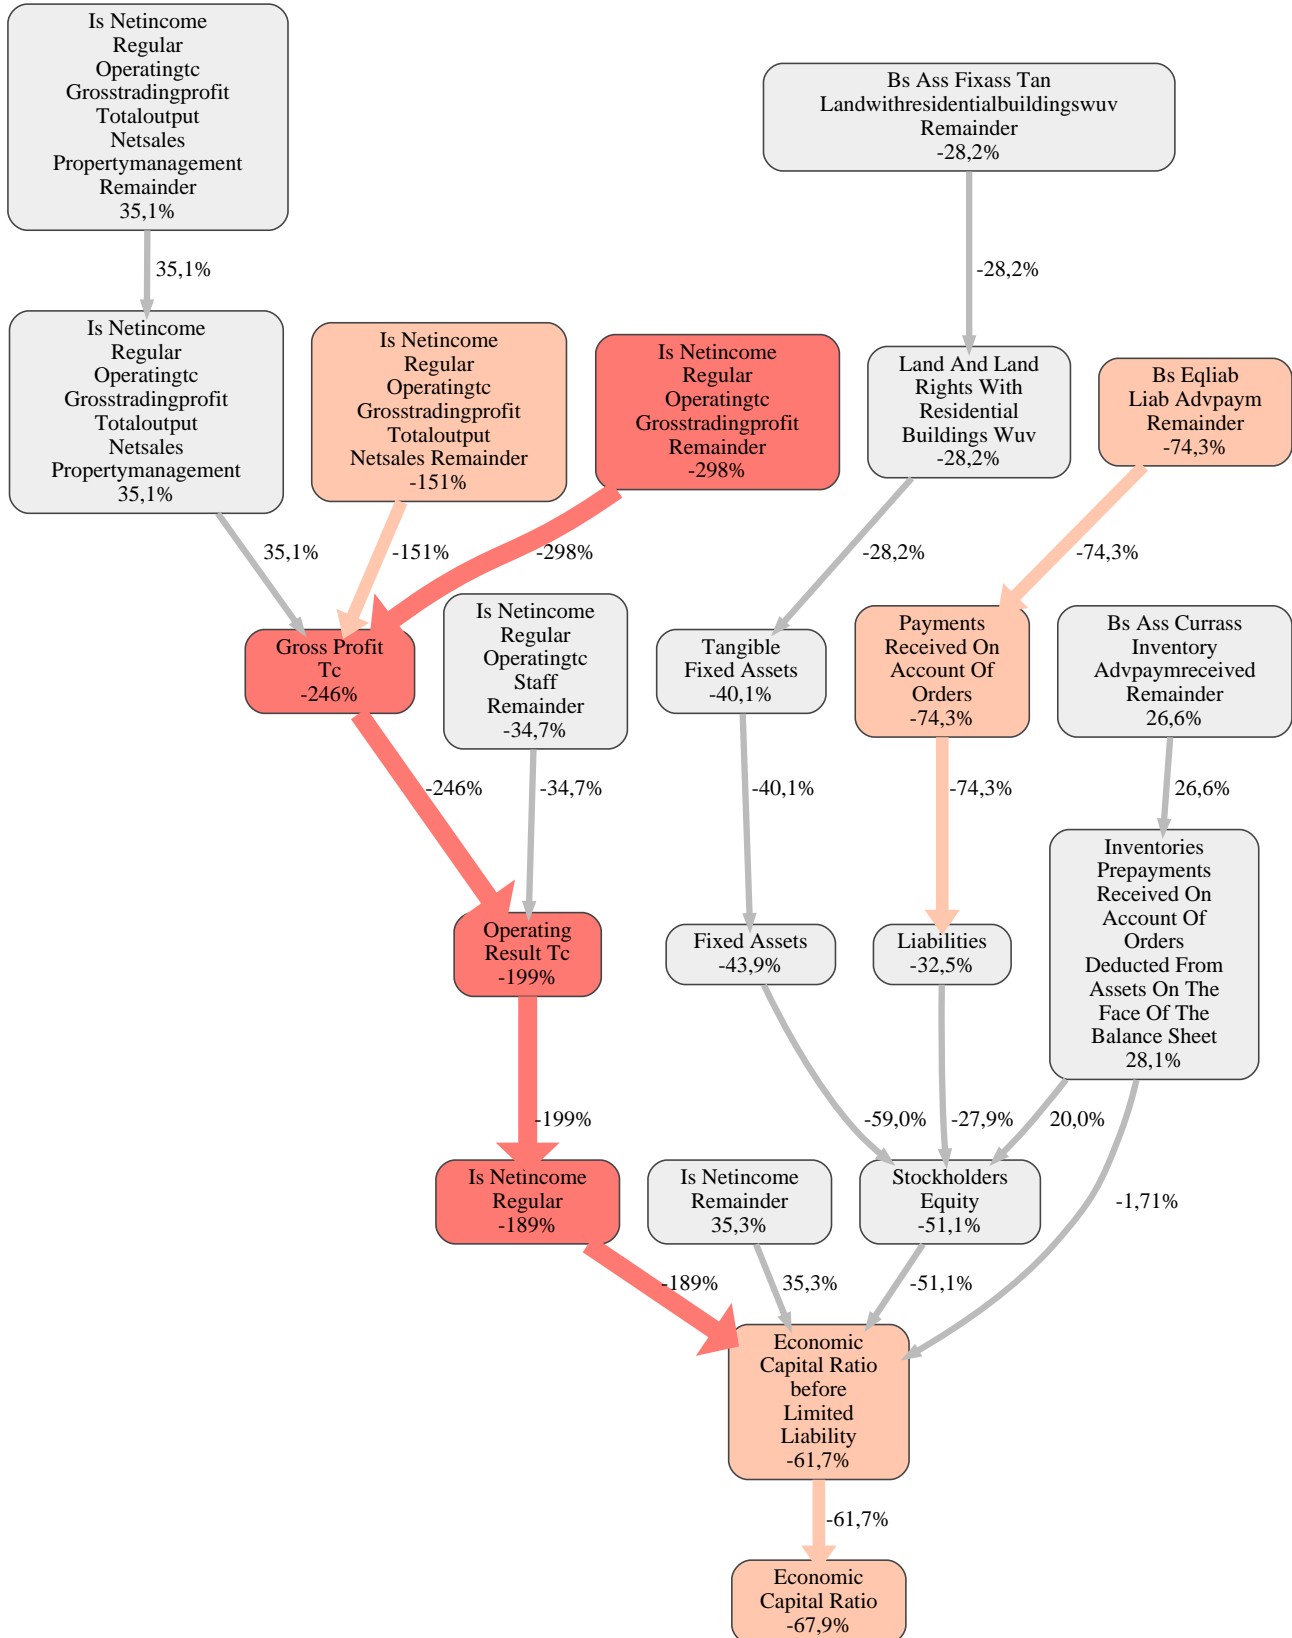 Is Netincome
Regular
Operatingtc
Grosstradingprofit
Totaloutput
Netsales
Propertymanagement
Remainder
35,1%
Bs Ass Fixass Tan
Landwithresidentialbuildingswuv
Remainder
-28,2%
35,1%
-28,2%
Is Netincome
Regular
Operatingtc
Grosstradingprofit
Totaloutput
Netsales
Propertymanagement
35,1%
Is Netincome
Regular
Operatingtc
Grosstradingprofit
Totaloutput
Netsales Remainder
-151%
Is Netincome
Regular
Operatingtc
Grosstradingprofit
Remainder
-298%
Land And Land
Rights With
Residential
Buildings Wuv
-28,2%
Bs Eqliab
Liab Advpaym
Remainder
-74,3%
35,1%
-151%
-298%
-28,2%
-74,3%
Gross Profit
Tc
-246%
Is Netincome
Regular
Operatingtc
Staff
Remainder
-34,7%
Tangible
Fixed Assets
-40,1%
Payments
Received On
Account Of
Orders
-74,3%
Bs Ass Currass
Inventory
Advpaymreceived
Remainder
26,6%
-246%
-34,7%
-40,1%
-74,3%
26,6%
Operating
Result Tc
-199%
Fixed Assets
-43,9%
Liabilities
-32,5%
Inventories
Prepayments
Received On
Account Of
Orders
Deducted From
Assets On The
Face Of The
Balance Sheet
28,1%
-199%
-59,0%
-27,9%
20,0%
-1,71%
Is Netincome
Regular
-189%
Is Netincome
Remainder
35,3%
Stockholders
Equity
-51,1%
-189%
35,3%
-51,1%
Economic
Capital Ratio
before
Limited
Liability
-61,7%
-61,7%
Economic
Capital Ratio
-67,9%